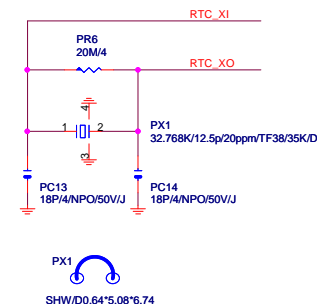 RTC_XI
PR6
20M/4
RTC_XO
4
1
2
3
PX1
32.768K/12.5p/20ppm/TF38/35K/D
PC13
18P/4/NPO/50V/J
PC14
18P/4/NPO/50V/J
PX1
SHW/D0.64*5.08*6.74